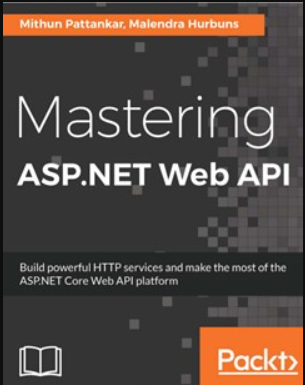 Mithun Pattankar, Malendra Hurbuns
Mastering
ASP.NET Web API
Build powerful HTTP services and make the most of the
ASP.NET Core Web API platform
Packt>